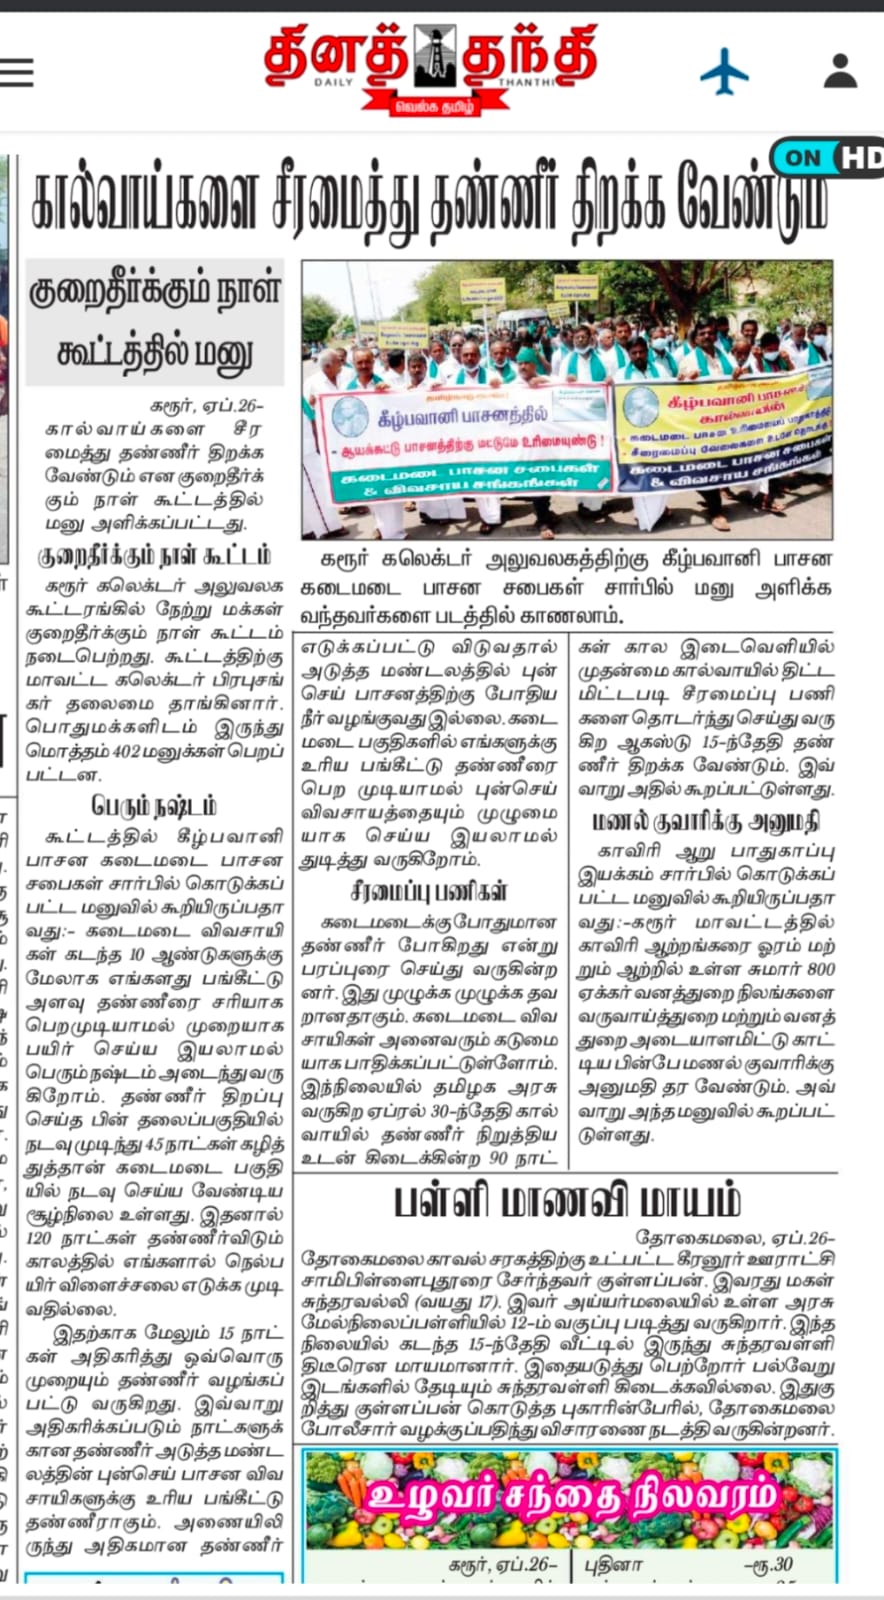 தினத் தந்தி
DAILY THANTHI
வெல்க தமிழ்
ON HD
கால்வாய்களை சீரமைத்து தண்ணீர் திறக்க வேண்டும்
குறைதீர்க்கும் நாள்
கூட்டத்தில் மனு
கரூர், ஏப்.26-
கால்வாய்களை சீர
மைத்து தண்ணீர் திறக்க
வேண்டும் என குறைதீர்க்
கும் நாள் கூட்டத்தில்
மனு அளிக்கப்பட்டது.
குறைதீர்க்கும் நாள் கூட்டம்
கரூர் கலெக்டர் அலுவலக
கூட்டரங்கில் நேற்று மக்கள்
குறைதீர்க்கும் நாள் கூட்டம்
நடைபெற்றது. கூட்டத்திற்கு
மாவட்ட கலெக்டர் பிரபுசங்
கர் தலைமை தாங்கினார்.
பொதுமக்களிடம் இருந்து
மொத்தம் 402 மனுக்கள் பெறப்
பட்டன.
பெரும் நஷ்டம்
கூட்டத்தில் கீழ்பவானி
பாசன கடைமடை பாசன
சபைகள் சார்பில் கொடுக்கப்
பட்ட மனுவில் கூறியிருப்பதா
வது:- கடைமடை விவசாயி
கள் கடந்த 10 ஆண்டுகளுக்கு
மேலாக எங்களது பங்கீட்டு
அளவு தண்ணீரை சரியாக
பெறமுடியாமல் முறையாக
பயிர் செய்ய இயலாமல்
பெரும் நஷ்டம் அடைந்து வரு
கிறோம். தண்ணீர் திறப்பு
செய்த பின் தலைப்பகுதியில்
நடவு முடிந்து 45 நாட்கள் கழித்
துத்தான் கடைமடை பகுதி
யில் நடவு செய்ய வேண்டிய
சூழ்நிலை உள்ளது. இதனால்
120 நாட்கள் தண்ணீர்விடும்
காலத்தில் எங்களால் நெல்ப
யிர் விளைச்சலை எடுக்க முடி
வதில்லை.
இதற்காக மேலும் 15 நாட்
கள் அதிகரித்து ஒவ்வொரு
முறையும் தண்ணீர் வழங்கப்
பட்டு வருகிறது. இவ்வாறு
அதிகரிக்கப்படும் நாட்களுக்
கான தண்ணீர் அடுத்த மண்ட
லத்தின் புன்செய் பாசன விவ
சாயிகளுக்கு உரிய பங்கீட்டு
தண்ணீராகும். அணையிலி
ருந்து அதிகமான தண்ணீர்
கீழ்பவானி பாசனத்தில்
- ஆயக்கட்டு பாசனத்திற்கு மட்டுமே உரிமையுண்டு !
கடைமடை பாசன சபைகள்
& விவசாய சங்கங்கள்
கீழ்பவானி பாசன
கால்வாயில்
கடைமடை பாசன சபைகள்
& விவசாய சங்கங்கள்
கரூர் கலெக்டர் அலுவலகத்திற்கு கீழ்பவானி பாசன
கடைமடை பாசன சபைகள் சார்பில் மனு அளிக்க
வந்தவர்களை படத்தில் காணலாம்.
எடுக்கப்பட்டு விடுவதால்
அடுத்த மண்டலத்தில் புன்
செய் பாசனத்திற்கு போதிய
நீர் வழங்குவது இல்லை. கடை
மடை பகுதிகளில் எங்களுக்கு
உரிய பங்கீட்டு தண்ணீரை
பெற முடியாமல் புன்செய்
விவசாயத்தையும் முழுமை
யாக செய்ய இயலாமல்
துடித்து வருகிறோம்.
சீரமைப்பு பணிகள்
கடைமடைக்கு போதுமான
தண்ணீர் போகிறது என்று
பரப்புரை செய்து வருகின்ற
னர். இது முழுக்க முழுக்க தவ
றானதாகும். கடைமடை விவ
சாயிகள் அனைவரும் கடுமை
யாக பாதிக்கப்பட்டுள்ளோம்.
இந்நிலையில் தமிழக அரசு
வருகிற ஏப்ரல் 30-ந்தேதி கால்
வாயில் தண்ணீர் நிறுத்திய
உடன் கிடைக்கின்ற 90 நாட்
கள் கால இடைவெளியில்
முதன்மை கால்வாயில் திட்ட
மிட்டபடி சீரமைப்பு பணி
களை தொடர்ந்து செய்து வரு
கிற ஆகஸ்டு 15-ந்தேதி தண்
ணீர் திறக்க வேண்டும். இவ்
வாறு அதில் கூறப்பட்டுள்ளது.
மணல் குவாரிக்கு அனுமதி
காவிரி ஆறு பாதுகாப்பு
இயக்கம் சார்பில் கொடுக்கப்
பட்ட மனுவில் கூறியிருப்பதா
வது:-கரூர் மாவட்டத்தில்
காவிரி ஆற்றங்கரை ஓரம் மற்
றும் ஆற்றில் உள்ள சுமார் 800
ஏக்கர் வனத்துறை நிலங்களை
வருவாய்த்துறை மற்றும் வனத்
துறை அடையாளமிட்டு காட்
டிய பின்பே மணல் குவாரிக்கு
அனுமதி தர வேண்டும். அவ்
வாறு அந்த மனுவில் கூறப்பட்
டுள்ளது.
பள்ளி மாணவி மாயம்
தோகைமலை, ஏப்.26-
தோகைமலை காவல் சரகத்திற்கு உட்பட்ட கீரனூர் ஊராட்சி
சாமிபிள்ளைபுதூரை சேர்ந்தவர் குள்ளப்பன். இவரது மகள்
சுந்தரவல்லி (வயது 17). இவர் அய்யர்மலையில் உள்ள அரசு
மேல்நிலைப்பள்ளியில் 12-ம் வகுப்பு படித்து வருகிறார். இந்த
நிலையில் கடந்த 15-ந்தேதி வீட்டில் இருந்து சுந்தரவள்ளி
திடீரென மாயமானார். இதையடுத்து பெற்றோர் பல்வேறு
இடங்களில் தேடியும் சுந்தரவள்ளி கிடைக்கவில்லை. இதுகு
றித்து குள்ளப்பன் கொடுத்த புகாரின்பேரில், தோகைமலை
போலீசார் வழக்குப்பதிந்து விசாரணை நடத்தி வருகின்றனர்.
உழவர் சந்தை நிலவரம்
கரூர், ஏப்.26-
புதினா -ரூ.30